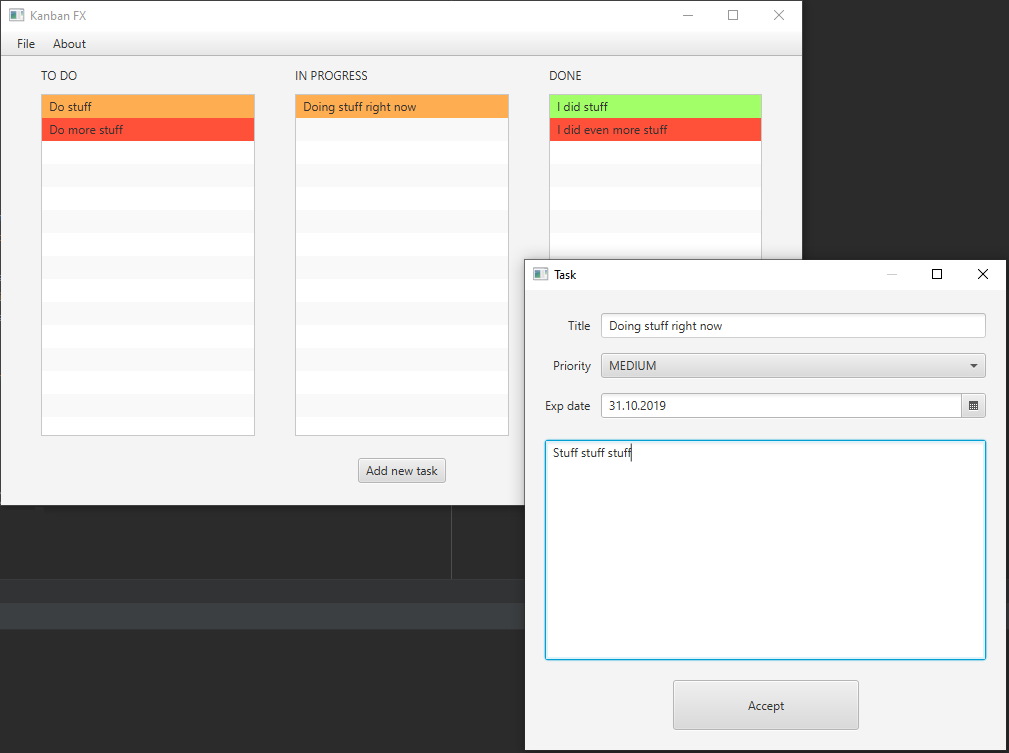 Kanban FX
File About
TO DO
Do stuff
Do more stuff
IN PROGRESS
Doing stuff right now
DONE
I did stuff
I did even more stuff
Add new task
Task
Title Doing stuff right now
Priority MEDIUM
Exp date 31.10.2019
Stuff stuff stuff
Accept